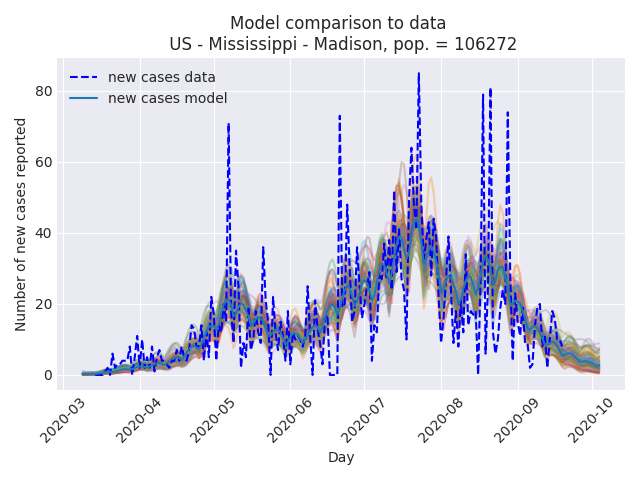 Model comparison to data
US - Mississippi - Madison, pop. = 106272
new cases data
new cases model
Number of new cases reported
80
60
40
20
0
2020-03
2020-04
2020-05
2020-06
2020-07
2020-08
2020-09
2020-10
Day